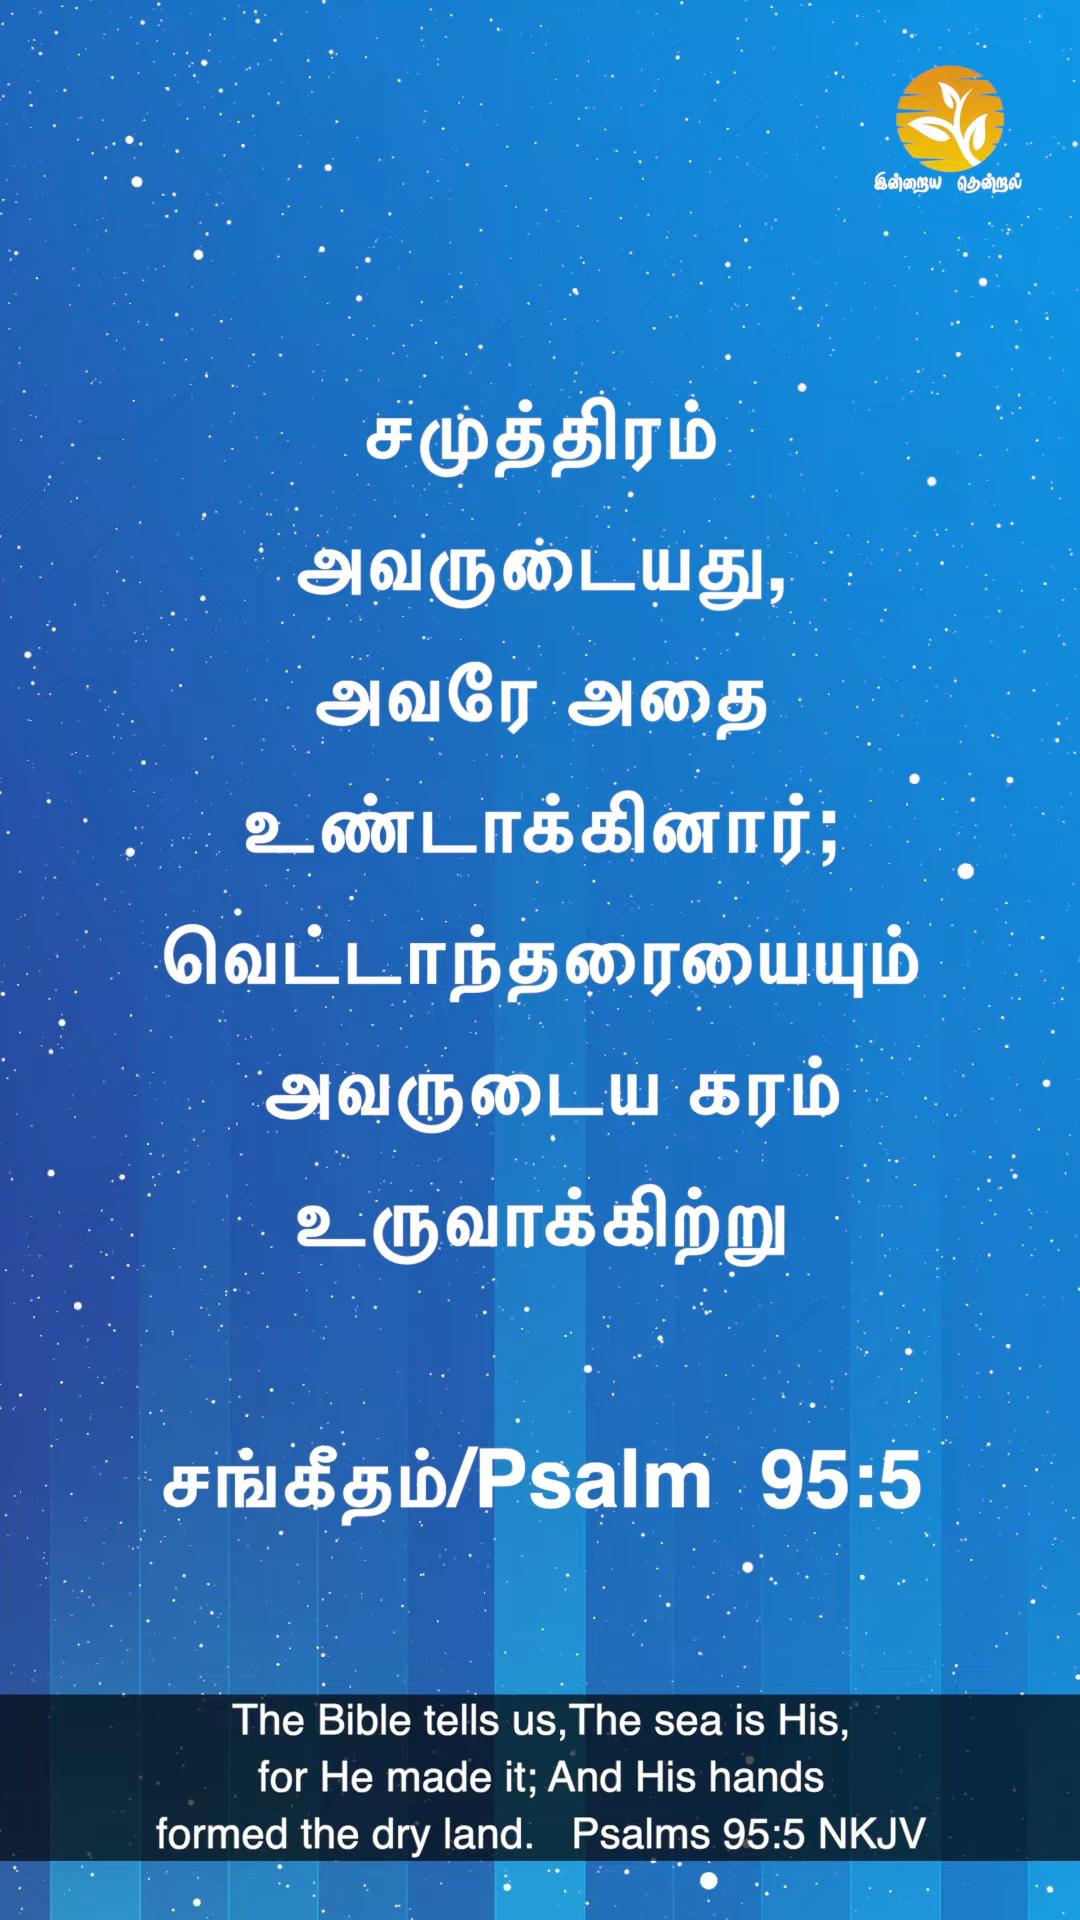 இன்றைய தென்றல்
சமுத்திரம்
அவருடையது,
அவரே அதை
உண்டாக்கினார்;
வெட்டாந்தரையையும்
அவருடைய கரம்
உருவாக்கிற்று
சங்கீதம்/Psalm 95:5
The Bible tells us,The sea is His,
for He made it; And His hands
formed the dry land. Psalms 95:5 NKJV